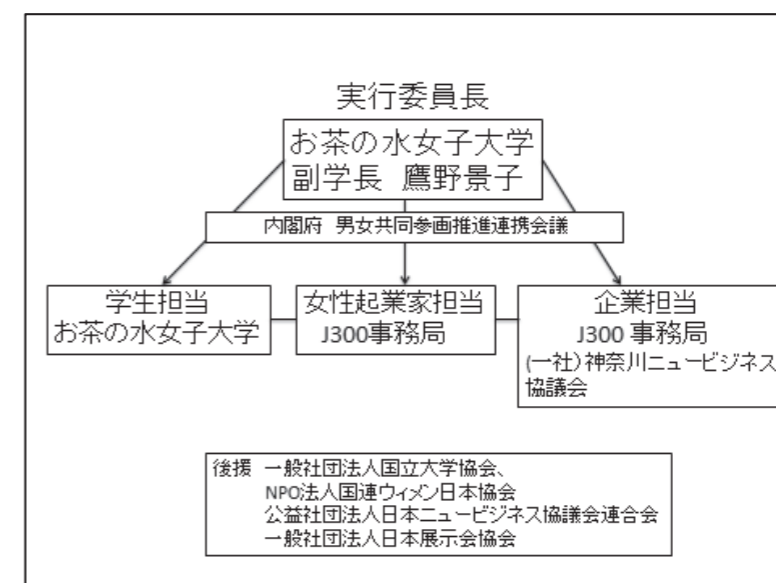 実行委員長
お茶の水女子大学
副学長 鷹野景子
内閣府 男女共同参画推進連携会議
学生担当
お茶の水女子大学
女性起業家担当
J300事務局
企業担当
J300 事務局
(一社)神奈川ニュービジネス
協議会
後援 一般社団法人国立大学協会、
NPO法人国連ウィメン日本協会
公益社団法人日本ニュービジネス協議会連合会
一般社団法人日本展示会協会